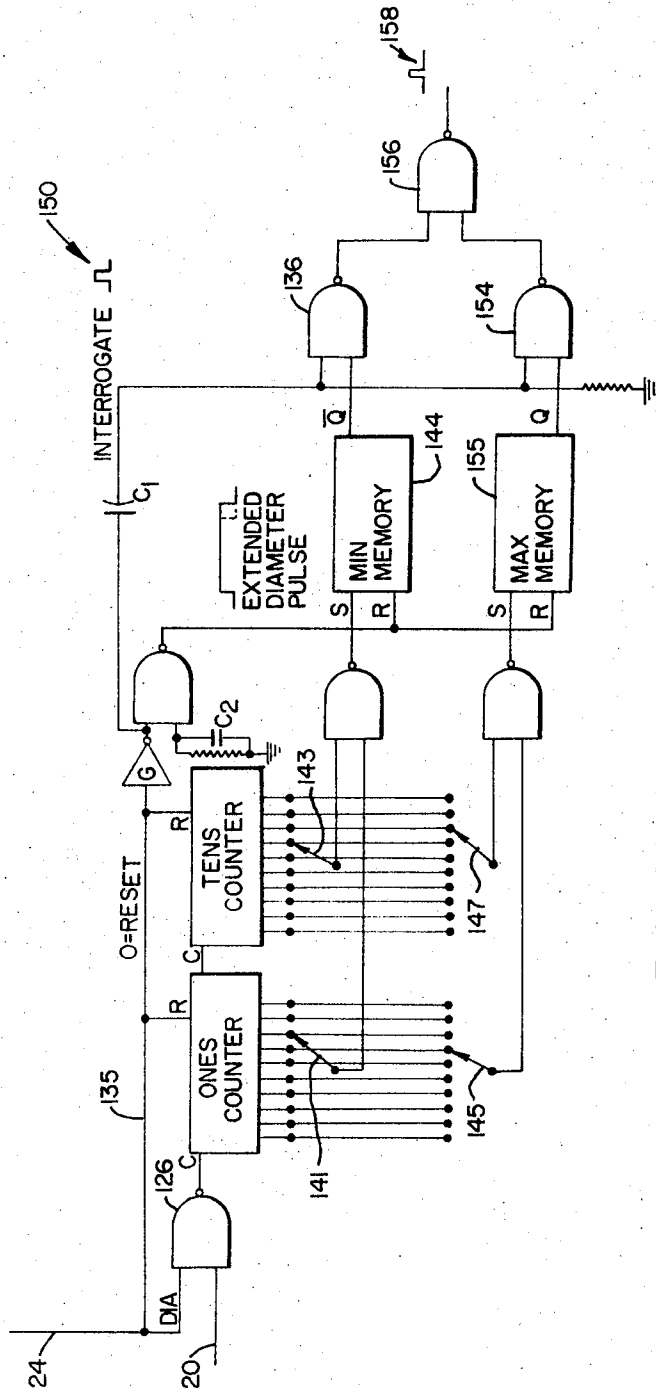 24
20
DIA
126
135
O=RESET
C
R
ONES
COUNTER
C
R
TENS
COUNTER
141
143
145
147
G
C1
C2
INTERROGATE
150
EXTENDED
DIAMETER
PULSE
S
R
MIN
MEMORY
144
Q̅
S
R
MAX
MEMORY
155
Q
136
154
156
158